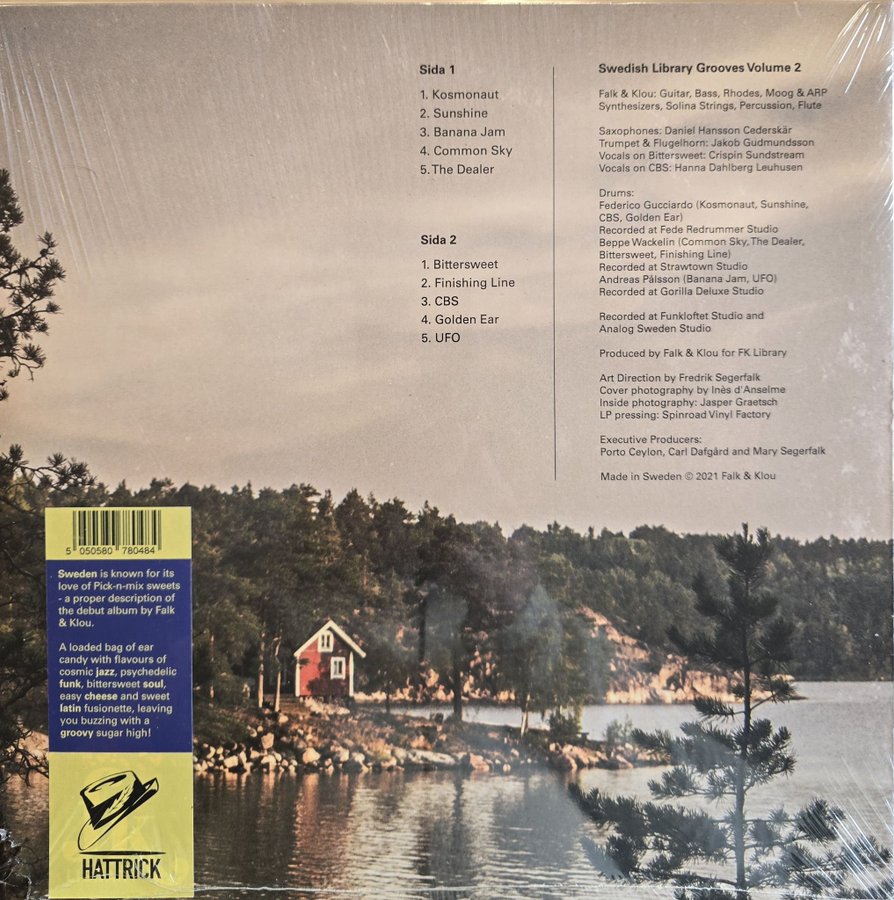 Sida 1
1. Kosmonaut
2. Sunshine
3. Banana Jam
4. Common Sky
5. The Dealer
Sida 2
1. Bittersweet
2. Finishing Line
3. CBS
4. Golden Ear
5. UFO
Swedish Library Grooves Volume 2
Falk & Klou: Guitar, Bass, Rhodes, Moog & ARP
Synthesizers, Solina Strings, Percussion, Flute
Saxophones: Daniel Hansson Cederskär
Trumpet & Flugelhorn: Jakob Gudmundsson
Vocals on Bittersweet: Crispin Sundstream
Vocals on CBS: Hanna Dahlberg Leuhusen
Drums:
Federico Gucciardo (Kosmonaut, Sunshine,
CBS, Golden Ear)
Recorded at Fede Redrummer Studio
Beppe Wackelin (Common Sky, The Dealer,
Bittersweet, Finishing Line)
Recorded at Strawtown Studio
Andreas Pålsson (Banana Jam, UFO)
Recorded at Gorilla Deluxe Studio
Recorded at Funkloftet Studio and
Analog Sweden Studio
Produced by Falk & Klou for FK Library
Art Direction by Fredrik Segerfalk
Cover photography by Inès d'Anselme
Inside photography: Jasper Graetsch
LP pressing: Spinroad Vinyl Factory
Executive Producers:
Porto Ceylon, Carl Dafgård and Mary Segerfalk
Made in Sweden © 2021 Falk & Klou
5 050580 780484
Sweden is known for its
love of Pick-n-mix sweets
- a proper description of
the debut album by Falk
& Klou.
A loaded bag of ear
candy with flavours of
cosmic jazz, psychedelic
funk, bittersweet soul,
easy cheese and sweet
latin fusionette, leaving
you buzzing with a
groovy sugar high!
HATTRICK